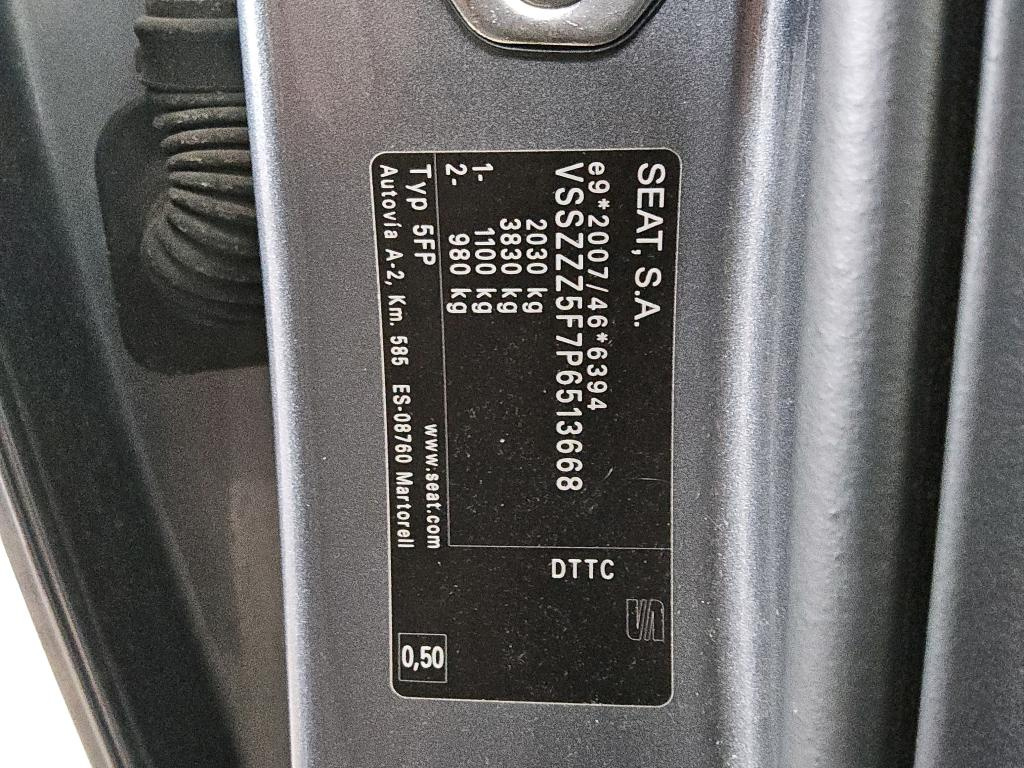 SEAT, S.A.
e9*2007/46*6394
VSSZZZ5F7P6513668
2030 kg
3830 kg
1- 1100 kg
2- 980 kg
DTTC
Typ 5FP
www.seat.com
Autovía A-2, Km. 585 ES-08760 Martorell
0,50